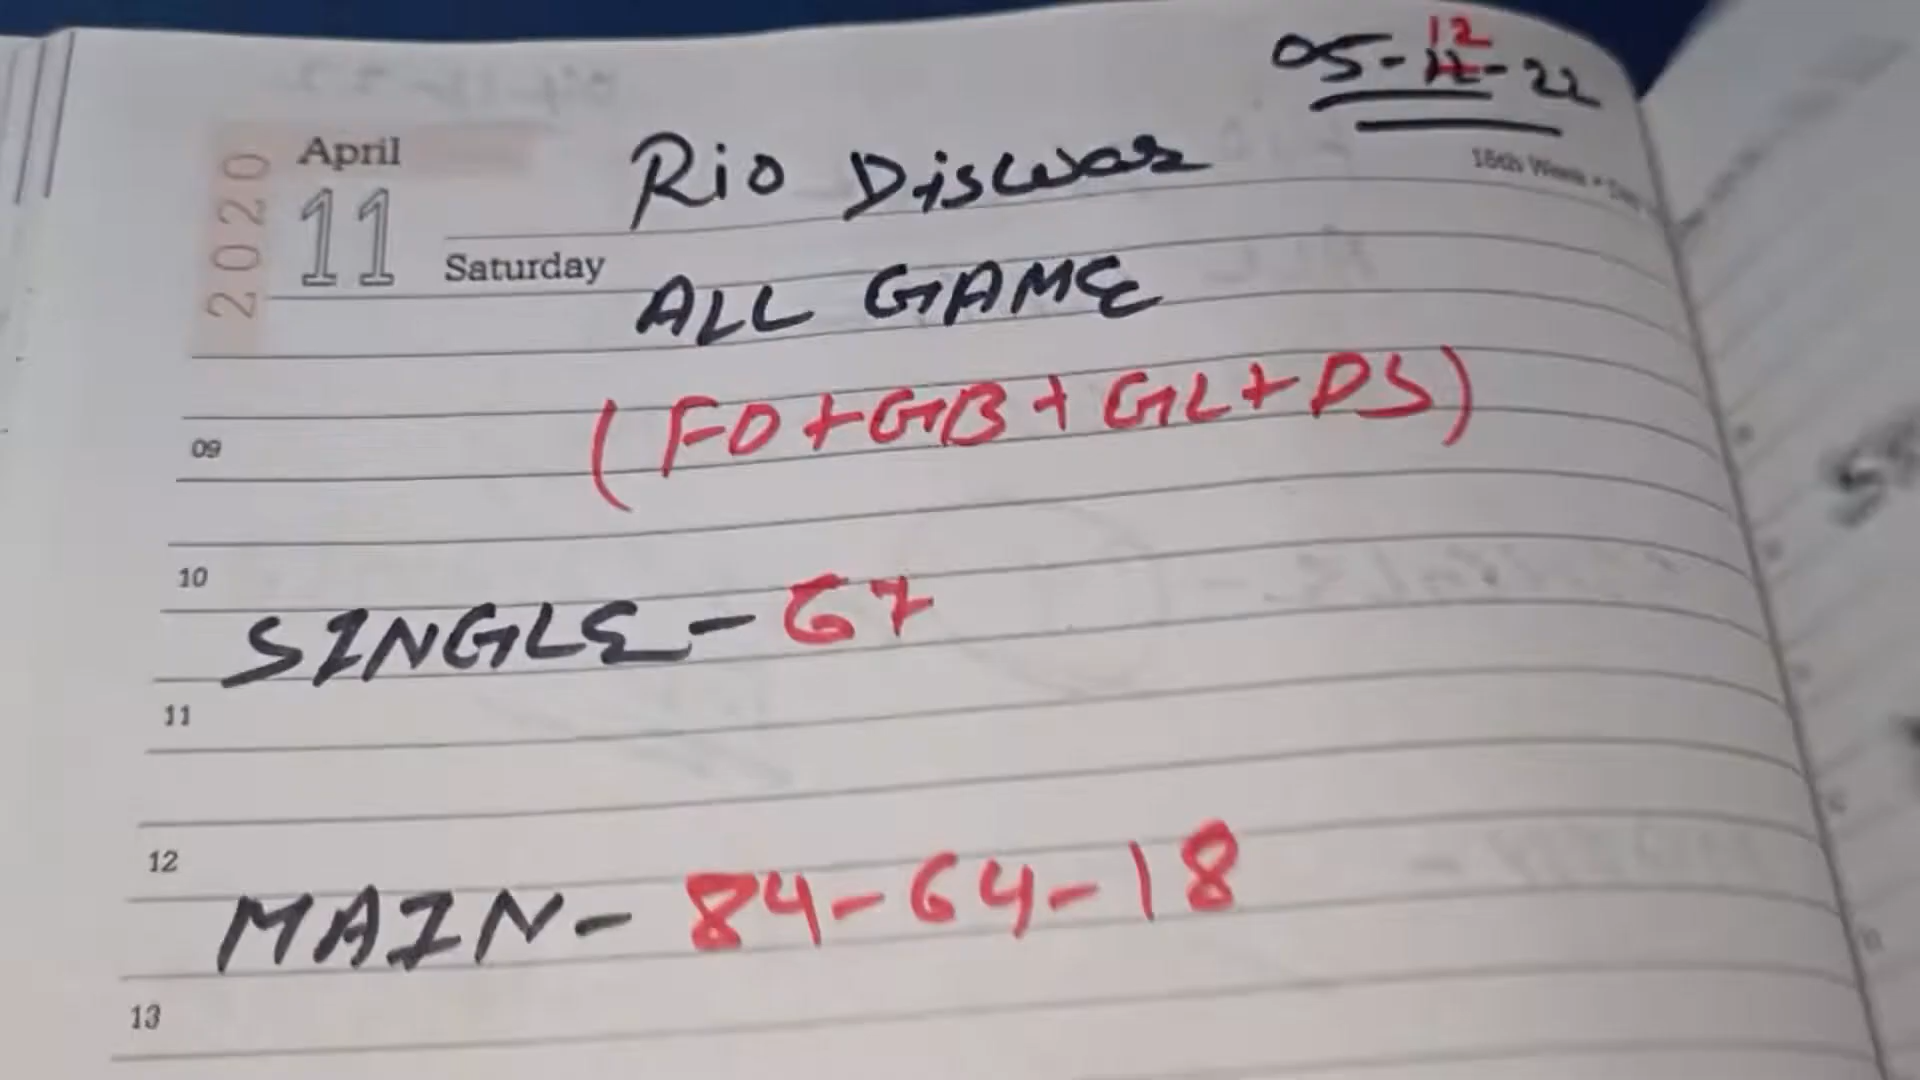 05-12-22
2020
April
11
Saturday
Rio Diswar
ALL GAME
(FD+GB+GL+DS)
09
10
SINGLE-67
11
12
MAIN-84-64-18
13